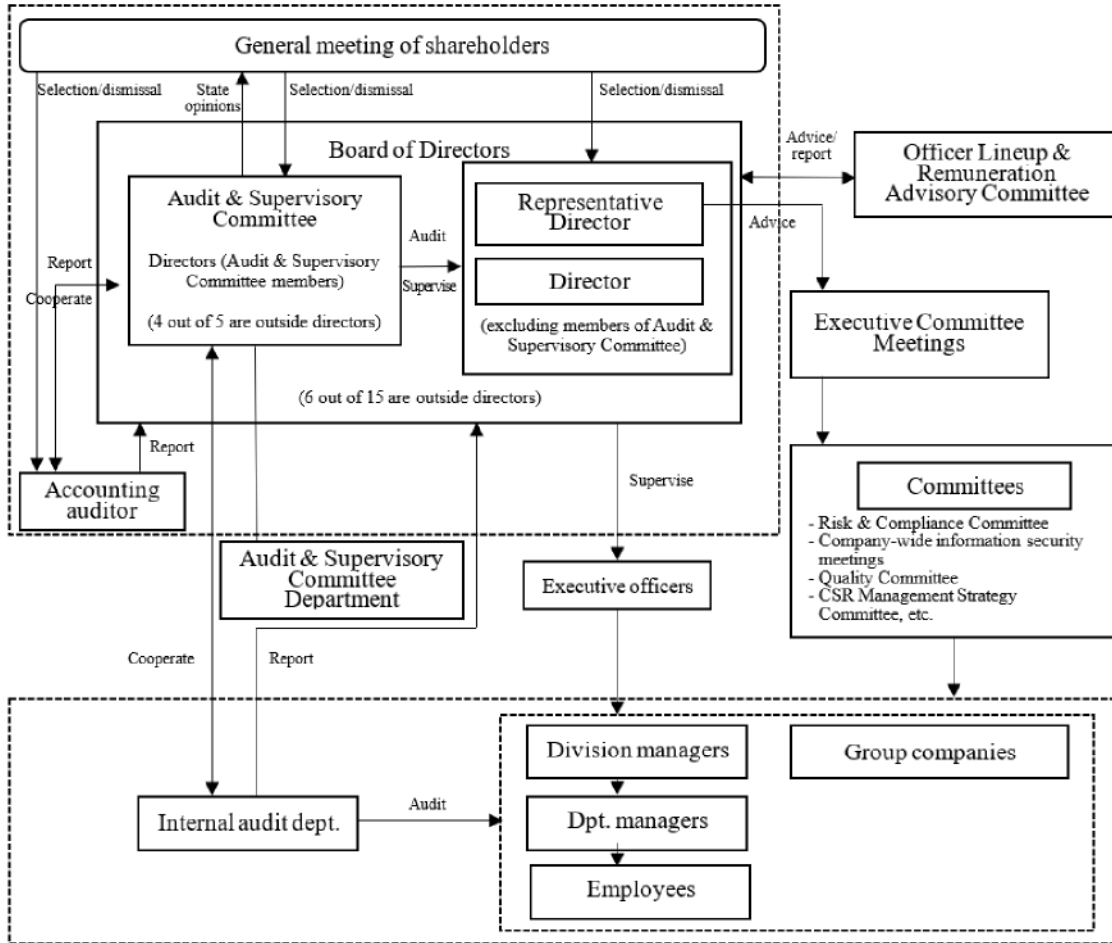 General meeting of shareholders
Selection/dismissal
State
opinions
Selection/dismissal
Selection/dismissal
Board of Directors
Advice/
report
Officer Lineup &
Remuneration
Advisory Committee
Audit & Supervisory
Committee
Directors (Audit & Supervisory
Committee members)
(4 out of 5 are outside directors)
Audit
Supervise
Representative
Director
Director
(excluding members of Audit &
Supervisory Committee)
Advice
Report
Cooperate
(6 out of 15 are outside directors)
Executive Committee
Meetings
Report
Accounting
auditor
Supervise
Committees
- Risk & Compliance Committee
- Company-wide information security
meetings
- Quality Committee
- CSR Management Strategy
Committee, etc.
Audit & Supervisory
Committee
Department
Executive officers
Cooperate
Report
Division managers
Group companies
Internal audit dept.
Audit
Dpt. managers
Employees